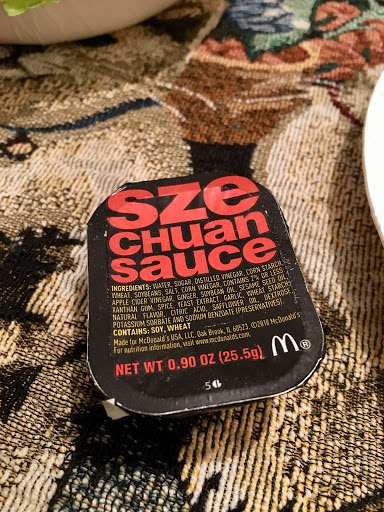 sze
CHuan
sauce
INGREDIENTS: WATER, SUGAR, DISTILLED VINEGAR, CORN STARCH,
WHEAT, SOYBEANS, SALT, CORN VINEGAR, CONTAINS 2% OR LESS:
APPLE CIDER VINEGAR, GINGER, SOYBEAN OIL, SESAME SEED OIL,
XANTHAN GUM, SPICE, YEAST EXTRACT, GARLIC, WHEAT STARCH,
NATURAL FLAVOR, CITRIC ACID, SAFFLOWER OIL, DEXTROSE,
POTASSIUM SORBATE AND SODIUM BENZOATE (PRESERVATIVES).
CONTAINS: SOY, WHEAT
Made for McDonald's USA, LLC, Oak Brook, IL 60523. ©2018 McDonald's
For nutrition information, visit www.mcdonalds.com.
NET WT 0.90 OZ (25.5g)
M®
5